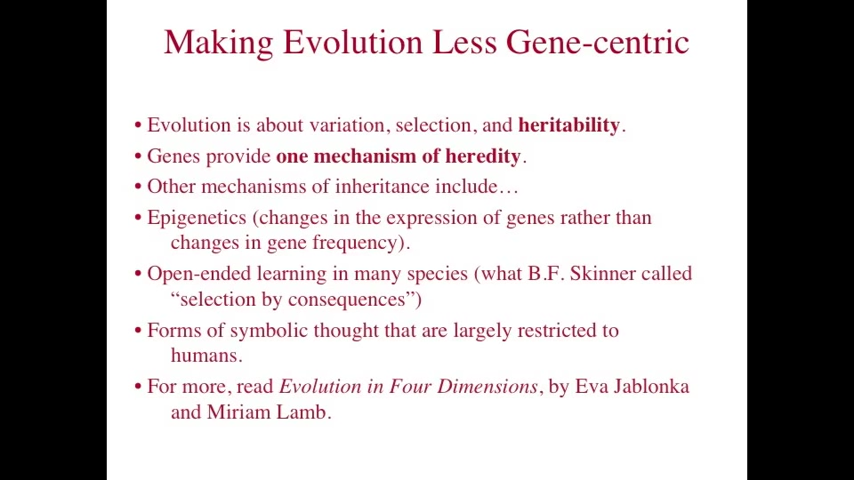 Making Evolution Less Gene-centric
• Evolution is about variation, selection, and heritability.
• Genes provide one mechanism of heredity.
• Other mechanisms of inheritance include…
• Epigenetics (changes in the expression of genes rather than
changes in gene frequency).
• Open-ended learning in many species (what B.F. Skinner called
“selection by consequences”)
• Forms of symbolic thought that are largely restricted to
humans.
• For more, read Evolution in Four Dimensions, by Eva Jablonka
and Miriam Lamb.